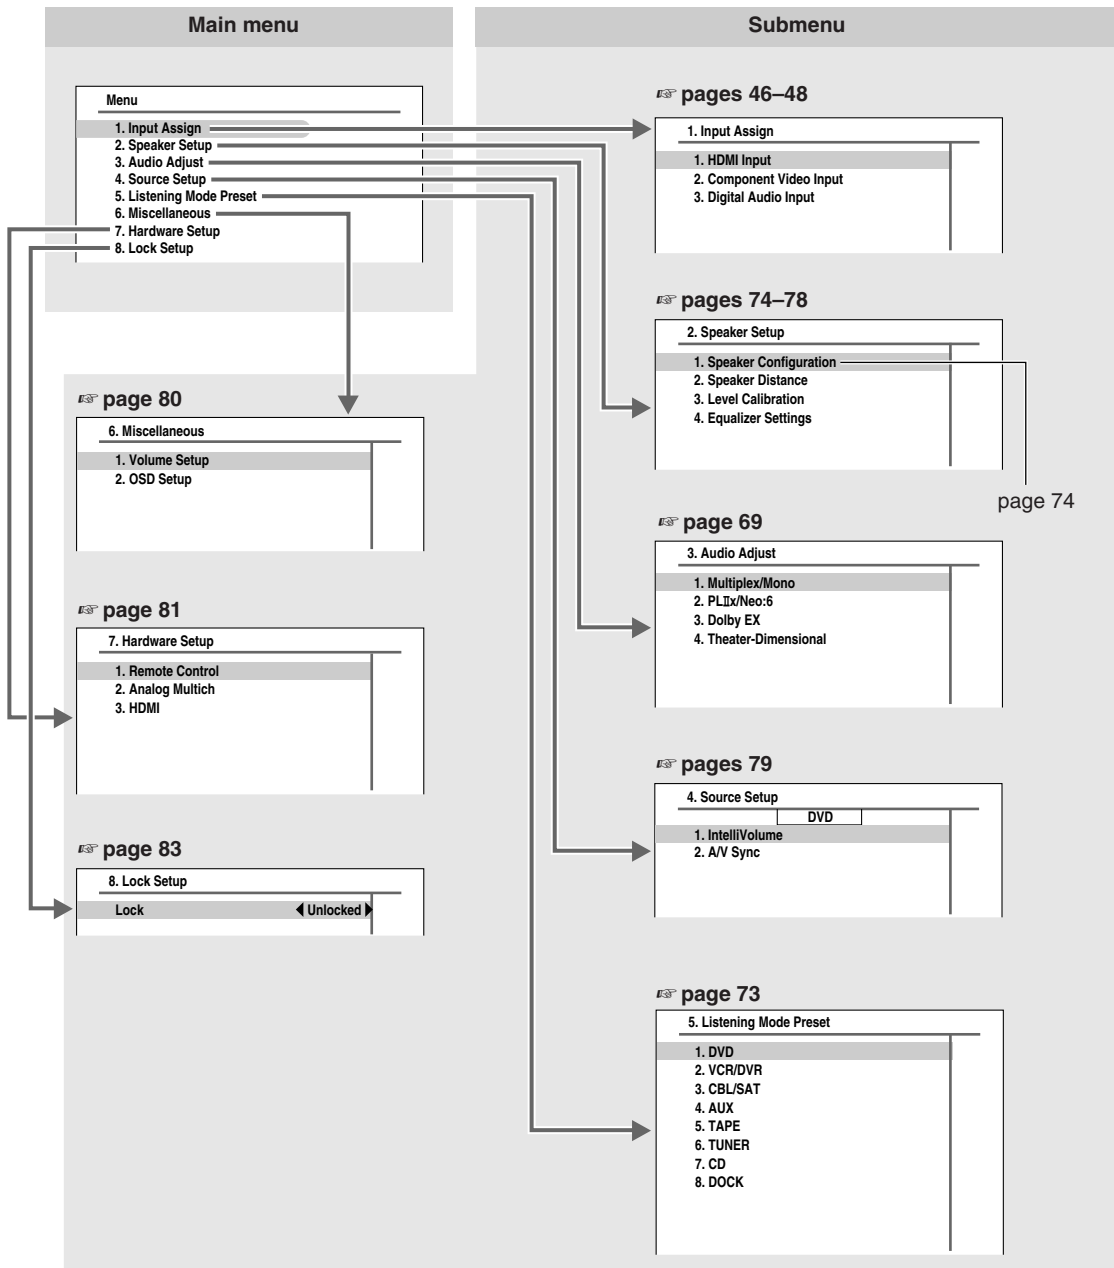 Main menu
Menu
1. Input Assign
2. Speaker Setup
3. Audio Adjust
4. Source Setup
5. Listening Mode Preset
6. Miscellaneous
7. Hardware Setup
8. Lock Setup
☞ page 80
6. Miscellaneous
1. Volume Setup
2. OSD Setup
☞ page 81
7. Hardware Setup
1. Remote Control
2. Analog Multich
3. HDMI
☞ page 83
8. Lock Setup
Lock Unlocked
Submenu
☞ pages 46–48
1. Input Assign
1. HDMI Input
2. Component Video Input
3. Digital Audio Input
☞ pages 74–78
2. Speaker Setup
1. Speaker Configuration
2. Speaker Distance
3. Level Calibration
4. Equalizer Settings
page 74
☞ page 69
3. Audio Adjust
1. Multiplex/Mono
2. PLⅡx/Neo:6
3. Dolby EX
4. Theater-Dimensional
☞ pages 79
4. Source Setup
DVD
1. IntelliVolume
2. A/V Sync
☞ page 73
5. Listening Mode Preset
1. DVD
2. VCR/DVR
3. CBL/SAT
4. AUX
5. TAPE
6. TUNER
7. CD
8. DOCK